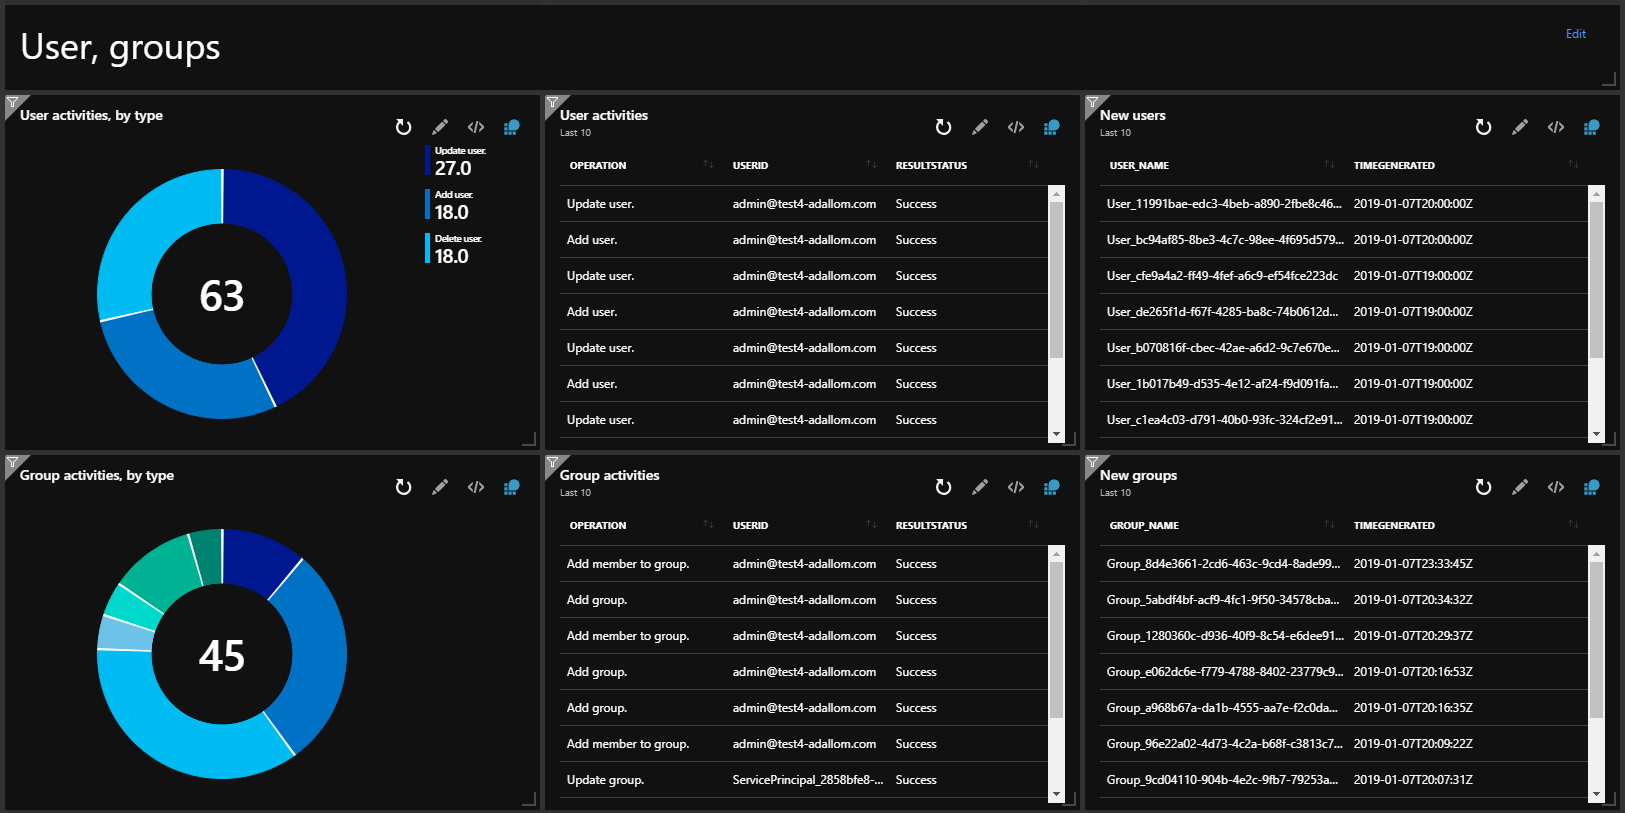 User, groups
Edit
User activities, by type
Update user.
27.0
Add user.
18.0
Delete user.
18.0
63
User activities
Last 10
OPERATION USERID RESULTSTATUS
Update user. admin@test4-adallom.com Success
Add user. admin@test4-adallom.com Success
Update user. admin@test4-adallom.com Success
Add user. admin@test4-adallom.com Success
Update user. admin@test4-adallom.com Success
Add user. admin@test4-adallom.com Success
Update user. admin@test4-adallom.com Success
New users
Last 10
USER_NAME TIMEGENERATED
User_11991bae-edc3-4beb-a890-2fbe8c46... 2019-01-07T20:00:00Z
User_bc94af85-8be3-4c7c-98ee-4f695d579... 2019-01-07T20:00:00Z
User_cfe9a4a2-ff49-4fef-a6c9-ef54fce223dc 2019-01-07T19:00:00Z
User_de265f1d-f67f-4285-ba8c-74b0612d... 2019-01-07T19:00:00Z
User_b070816f-cbec-42ae-a6d2-9c7e670e... 2019-01-07T19:00:00Z
User_1b017b49-d535-4e12-af24-f9d091fa... 2019-01-07T19:00:00Z
User_c1ea4c03-d791-40b0-93fc-324cf2e91... 2019-01-07T19:00:00Z
Group activities, by type
45
Group activities
Last 10
OPERATION USERID RESULTSTATUS
Add member to group. admin@test4-adallom.com Success
Add group. admin@test4-adallom.com Success
Add member to group. admin@test4-adallom.com Success
Add group. admin@test4-adallom.com Success
Add group. admin@test4-adallom.com Success
Add member to group. admin@test4-adallom.com Success
Update group. ServicePrincipal_2858bfe8-... Success
New groups
Last 10
GROUP_NAME TIMEGENERATED
Group_8d4e3661-2cd6-463c-9cd4-8ade99... 2019-01-07T23:33:45Z
Group_5abdf4bf-acf9-4fc1-9f50-34578cba... 2019-01-07T20:34:32Z
Group_1280360c-d936-40f9-8c54-e6dee91... 2019-01-07T20:29:37Z
Group_e062dc6e-f779-4788-8402-23779c9... 2019-01-07T20:16:53Z
Group_a968b67a-da1b-4555-aa7e-f2c0da... 2019-01-07T20:16:35Z
Group_96e22a02-4d73-4c2a-b68f-c3813c7... 2019-01-07T20:09:22Z
Group_9cd04110-904b-4e2c-9fb7-79253a... 2019-01-07T20:07:31Z